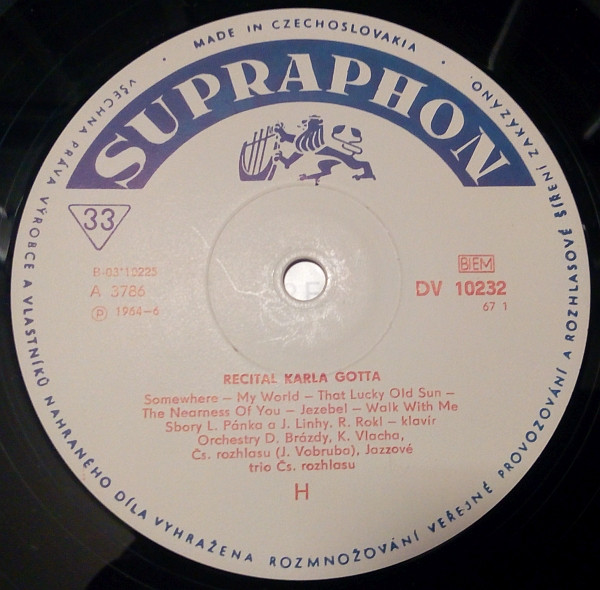 MADE IN CZECHOSLOVAKIA
SUPRAPHON
33
A 3786
℗ 1964-6
BIEM
DV 10232
67 1
RECITAL KARLA GOTTA
Somewhere – My World – That Lucky Old Sun –
The Nearness Of You – Jezebel – Walk With Me
Sbory L. Pánka a J. Linhy. R. Rokl – klavír
Orchestry D. Brázdy, K. Vlacha,
Čs. rozhlasu (J. Vobruba), Jazzové
trio Čs. rozhlasu
H
VŠECHNA PRÁVA VÝROBCE A VLASTNÍKŮ NAHRANÉHO DÍLA VYHRAŽENA ROZMNOŽOVÁNÍ VEŘEJNÉ PROVOZOVÁNÍ A ROZHLASOVÉ ŠÍŘENÍ ZAKÁZÁNO